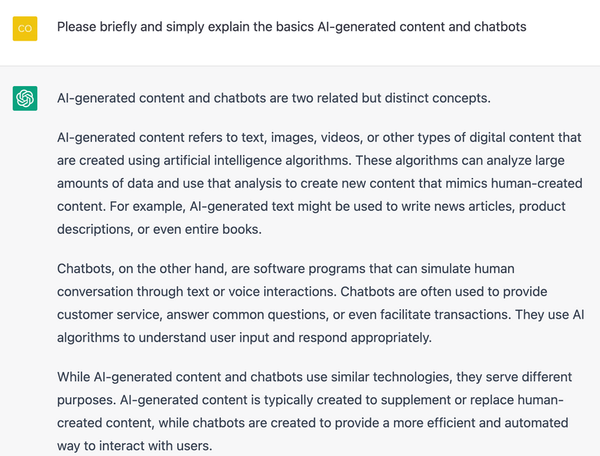 CO
Please briefly and simply explain the basics AI-generated content and chatbots
AI-generated content and chatbots are two related but distinct concepts.
AI-generated content refers to text, images, videos, or other types of digital content that
are created using artificial intelligence algorithms. These algorithms can analyze large
amounts of data and use that analysis to create new content that mimics human-created
content. For example, AI-generated text might be used to write news articles, product
descriptions, or even entire books.
Chatbots, on the other hand, are software programs that can simulate human
conversation through text or voice interactions. Chatbots are often used to provide
customer service, answer common questions, or even facilitate transactions. They use AI
algorithms to understand user input and respond appropriately.
While AI-generated content and chatbots use similar technologies, they serve different
purposes. AI-generated content is typically created to supplement or replace human-
created content, while chatbots are created to provide a more efficient and automated
way to interact with users.